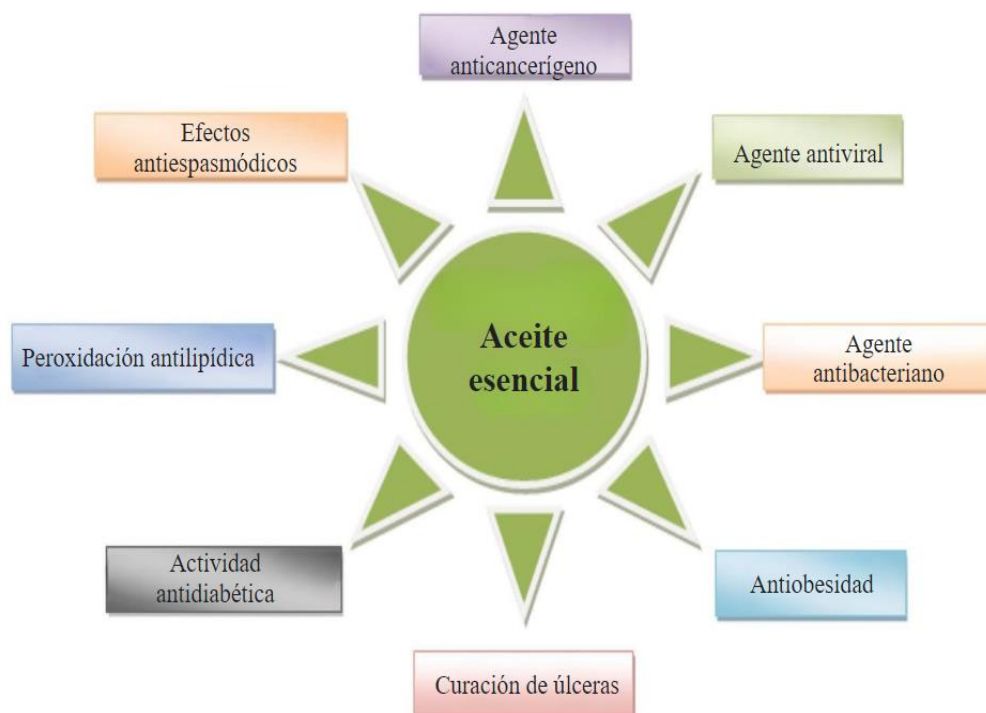 Agente
anticancerígeno
Efectos
antiespasmódicos
Agente antiviral
Peroxidación antilipídica
Aceite
esencial
Agente
antibacteriano
Actividad
antidiabética
Antiobesidad
Curación de úlceras